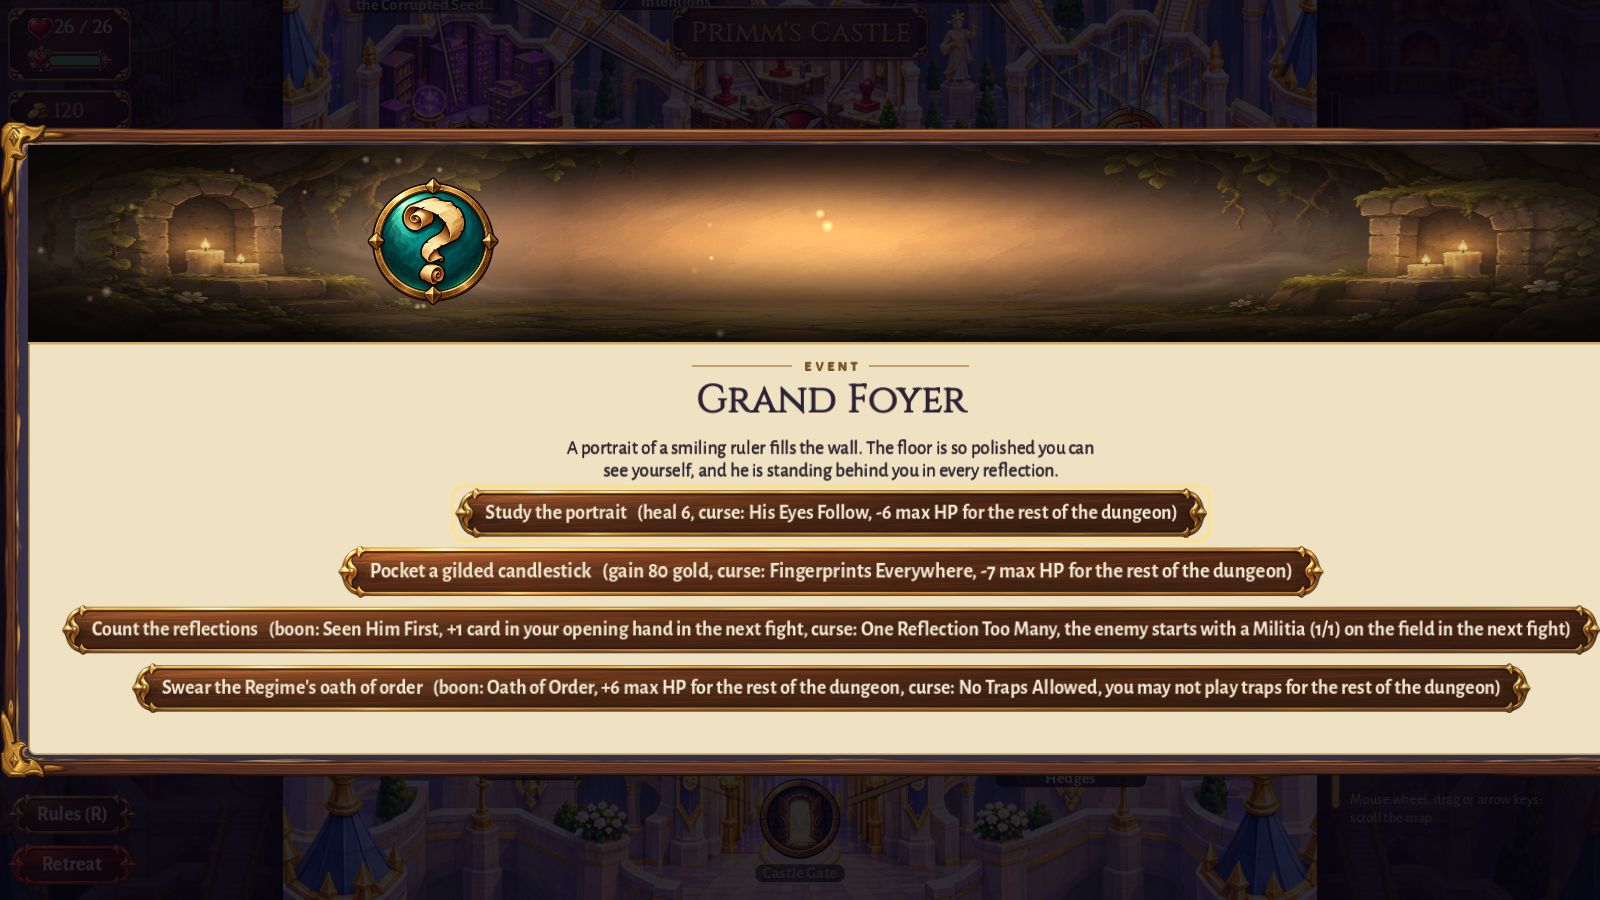 the Corrupted Seed...
Intentions
26 / 26
PRIMM'S CASTLE
120
EVENT
GRAND FOYER
A portrait of a smiling ruler fills the wall. The floor is so polished you can
see yourself, and he is standing behind you in every reflection.
Study the portrait (heal 6, curse: His Eyes Follow, -6 max HP for the rest of the dungeon)
Pocket a gilded candlestick (gain 80 gold, curse: Fingerprints Everywhere, -7 max HP for the rest of the dungeon)
Count the reflections (boon: Seen Him First, +1 card in your opening hand in the next fight, curse: One Reflection Too Many, the enemy starts with a Militia (1/1) on the field in the next fight)
Swear the Regime's oath of order (boon: Oath of Order, +6 max HP for the rest of the dungeon, curse: No Traps Allowed, you may not play traps for the rest of the dungeon)
Hedges
Mouse wheel, drag or arrow keys:
scroll the map
Rules (R)
Retreat
Castle Gate